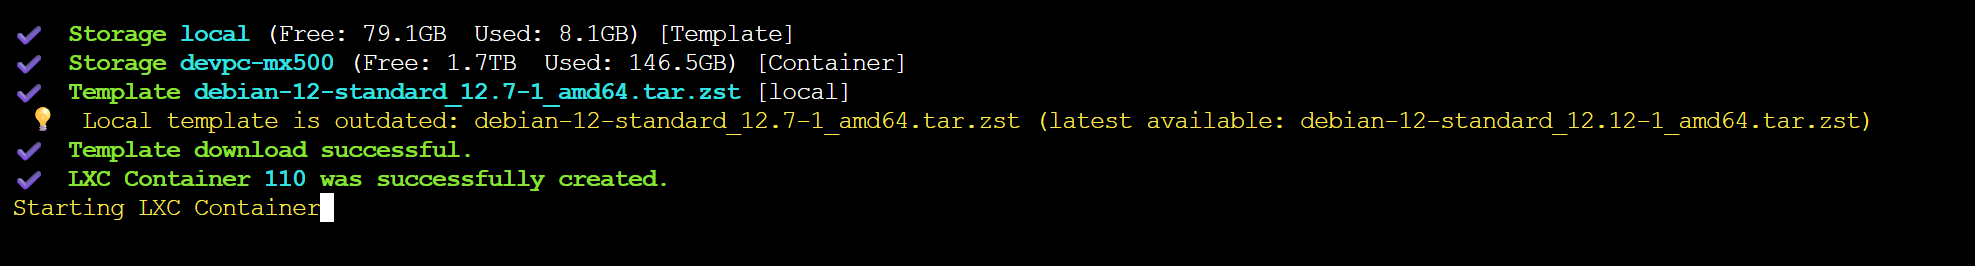 ✔ Storage local (Free: 79.1GB  Used: 8.1GB) [Template]
✔ Storage devpc-mx500 (Free: 1.7TB  Used: 146.5GB) [Container]
✔ Template debian-12-standard_12.7-1_amd64.tar.zst [local]
💡 Local template is outdated: debian-12-standard_12.7-1_amd64.tar.zst (latest available: debian-12-standard_12.12-1_amd64.tar.zst)
✔ Template download successful.
✔ LXC Container 110 was successfully created.
Starting LXC Container